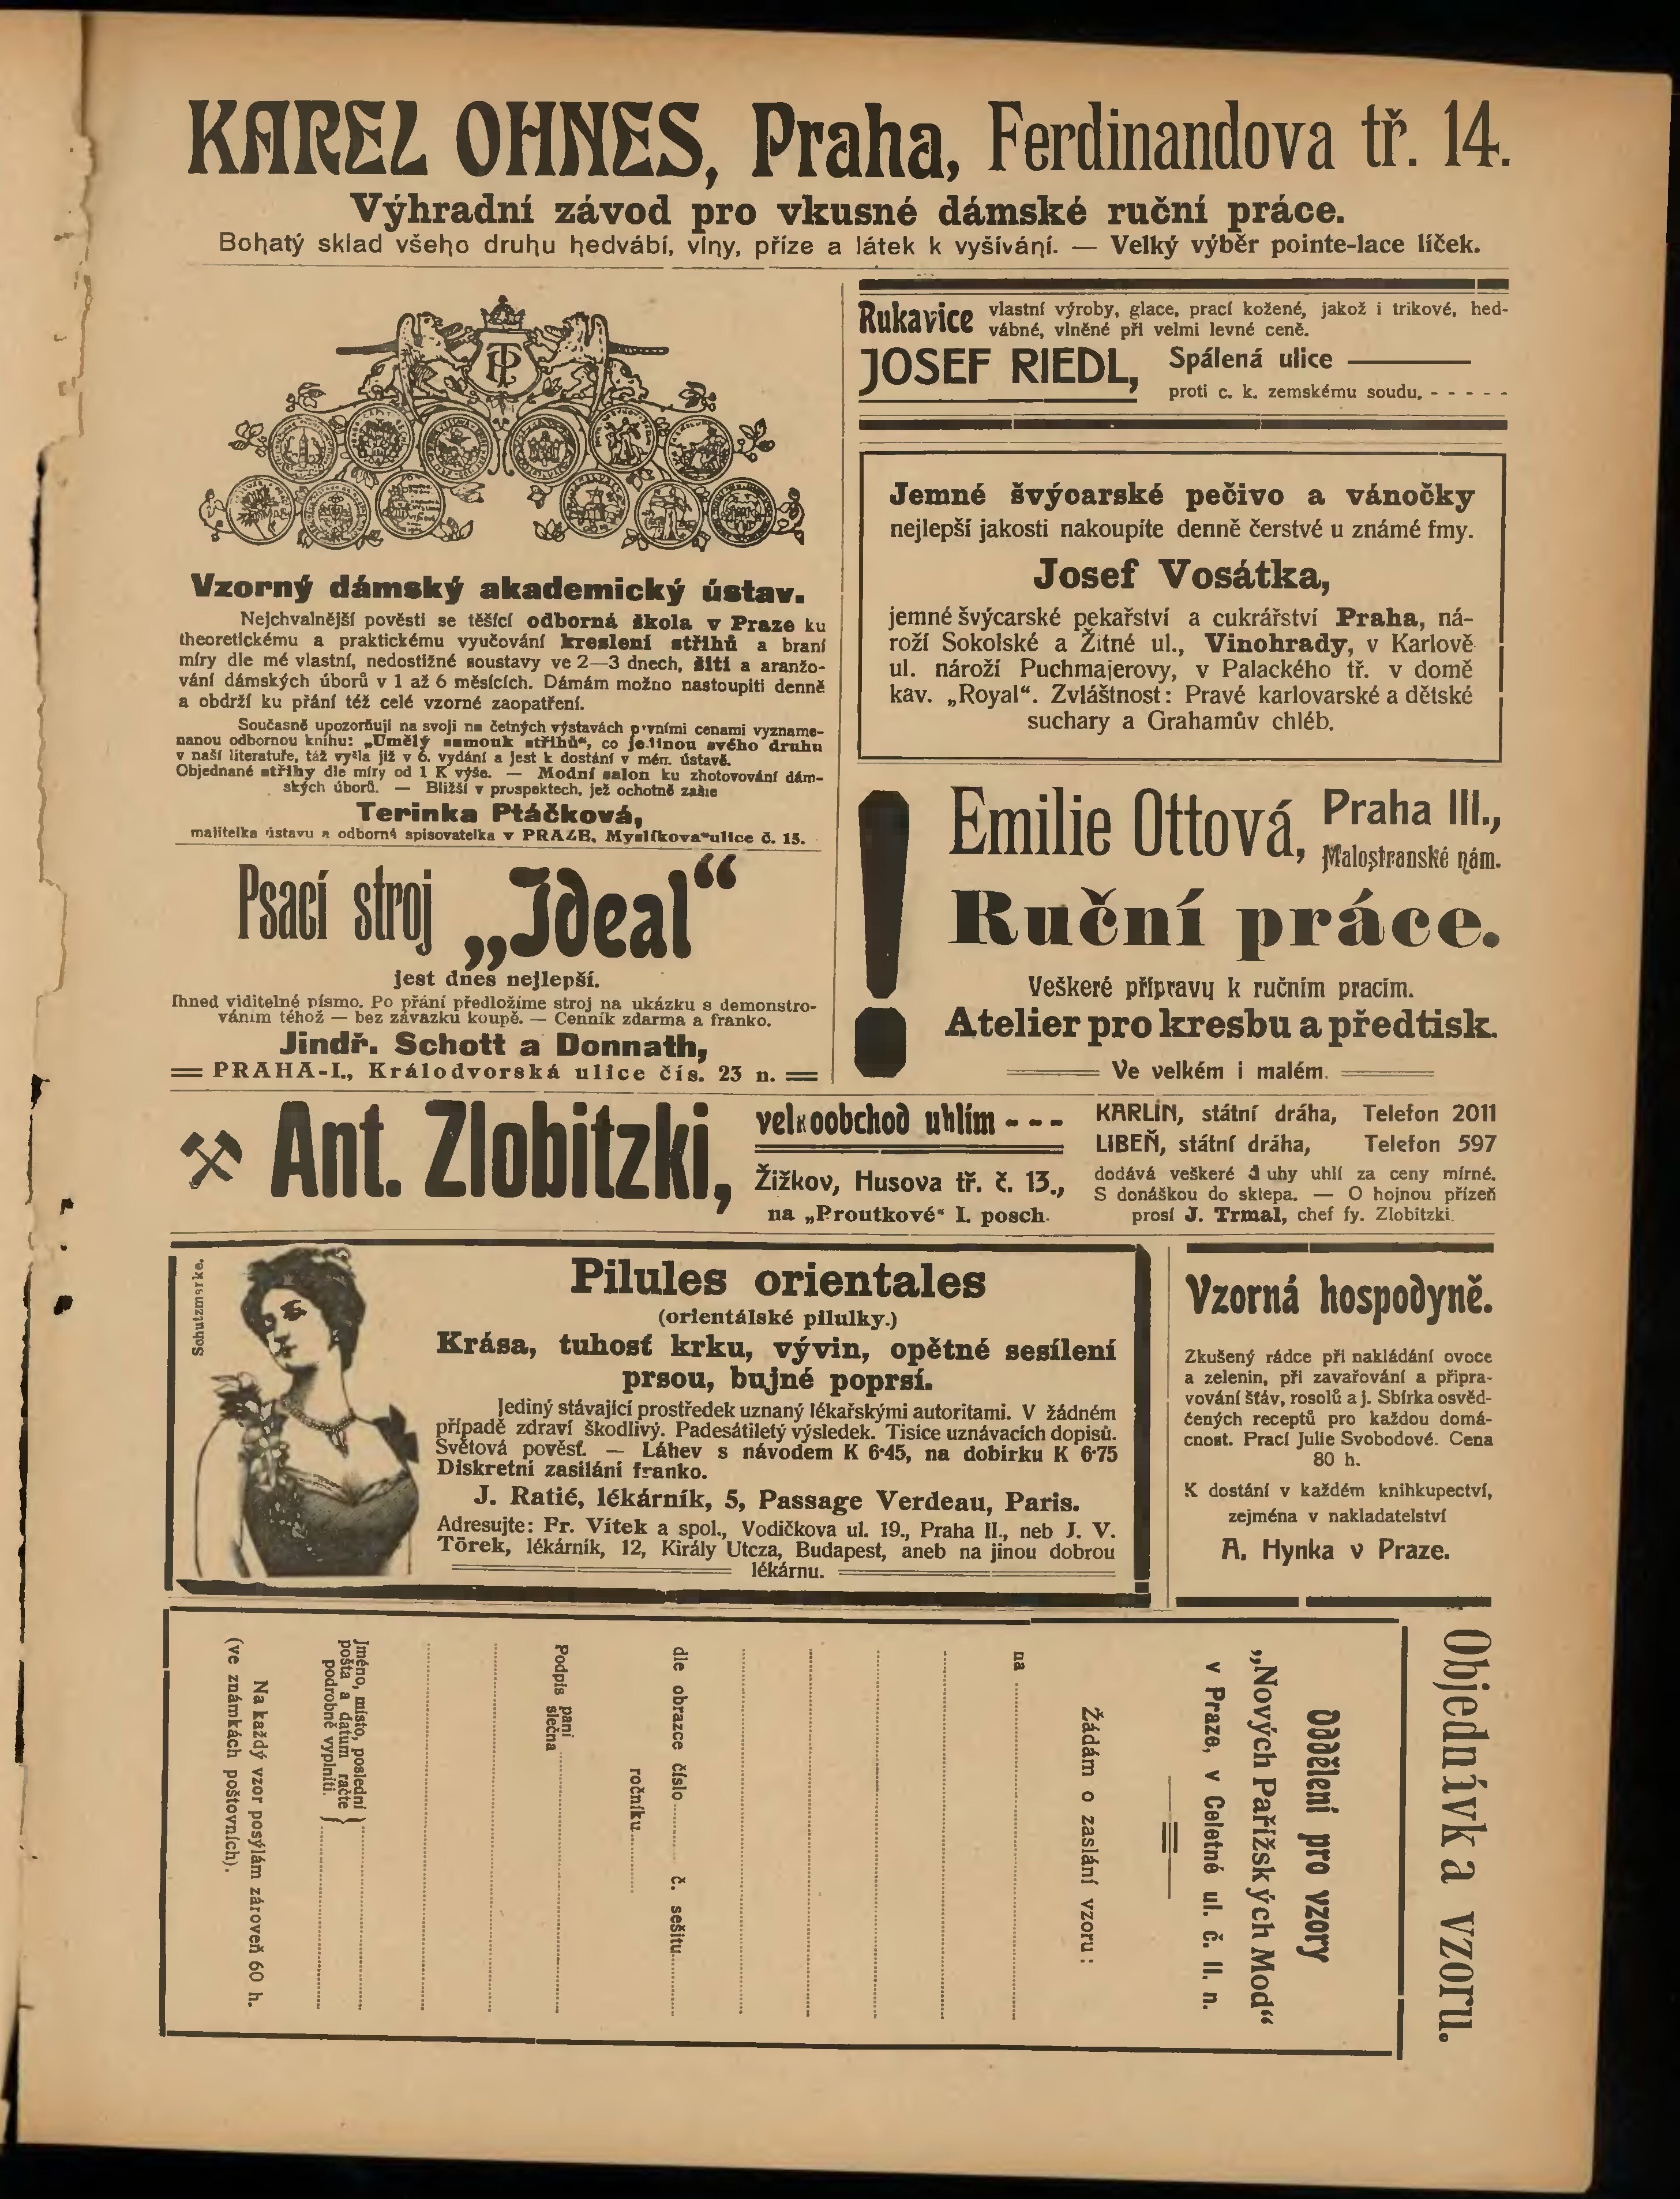 KAREL OHNES, Praha, Ferdinandova tř. 14.
Výhradní závod pro vkusné dámské ruční práce.
Bohatý sklad všeho druhu hedvábí, vlny, příze a látek k vyšívání. — Velký výběr pointe-lace líček.
Vzorný dámský akademický ústav.
Nejchvalnější pověsti se těšící odborná škola v Praze ku
theoretickému a praktickému vyučování kreslení střihů a braní
míry dle mé vlastní, nedostižné soustavy ve 2—3 dnech, šití a aranžo-
vání dámských úborů v 1 až 6 měsících. Dámám možno nastoupiti denně
a obdrží ku přání též celé vzorné zaopatření.
Současně upozorňuji na svoji na četných výstavách prvními cenami vyzname-
nanou odbornou knihu: „Umělý samouk střihů“, co jedinou svého druhu
v naší literatuře, táž vyšla již v 6. vydání a jest k dostání v mém ústavě.
Objednané střihy dle míry od 1 K výše. — Modní salon ku zhotovování dám-
ských úborů. — Bližší v prospektech, jež ochotně zašle
Terinka Ptáčková,
majitelka ústavu a odborná spisovatelka v PRAZE, Myslíkova ulice č. 15.
Psací stroj „Ideal“
jest dnes nejlepší.
Ihned viditelné písmo. Po přání předložíme stroj na ukázku s demonstro-
váním téhož — bez závazku koupě. — Cenník zdarma a franko.
Jindř. Schott a Donnath,
PRAHA-I., Králodvorská ulice čís. 23 n.
Rukavice vlastní výroby, glace, prací kožené, jakož i trikové, hed-
vábné, vlněné při velmi levné ceně.
JOSEF RIEDL, Spálená ulice
proti c. k. zemskému soudu.
Jemné švýcarské pečivo a vánočky
nejlepší jakosti nakoupíte denně čerstvé u známé fmy.
Josef Vosátka,
jemné švýcarské pekařství a cukrářství Praha, ná-
roží Sokolské a Žitné ul., Vinohrady, v Karlově
ul. nároží Puchmajerovy, v Palackého tř. v domě
kav. „Royal“. Zvláštnost: Pravé karlovarské a dětské
suchary a Grahamův chléb.
! Emilie Ottová, Praha III.,
Malostranské nám.
Ruční práce.
Veškeré přípravy k ručním pracím.
Atelier pro kresbu a předtisk.
Ve velkém i malém.
Ant. Zlobitzki,
velkoobchod uhlím - - -
Žižkov, Husova tř. č. 13.,
na „Proutkové“ I. posch.
KARLÍN, státní dráha, Telefon 2011
LIBEŇ, státní dráha, Telefon 597
dodává veškeré druhy uhlí za ceny mírné.
S donáškou do sklepa. — O hojnou přízeň
prosí J. Trmal, chef fy. Zlobitzki.
Schutzmarke.
Pilules orientales
(orientálské pilulky.)
Krása, tuhost krku, vývin, opětné sesílení
prsou, bujné poprsí.
Jediný stávající prostředek uznaný lékařskými autoritami. V žádném
případě zdraví škodlivý. Padesátiletý výsledek. Tisíce uznávacích dopisů.
Světová pověst. — Láhev s návodem K 6·45, na dobírku K 6·75
Diskretní zasílání franko.
J. Ratié, lékárník, 5, Passage Verdeau, Paris.
Adresujte: Fr. Vítek a spol., Vodičkova ul. 19., Praha II., neb J. V.
Törek, lékárník, 12, Király Utcza, Budapest, aneb na jinou dobrou
lékárnu.
Vzorná hospodyně.
Zkušený rádce při nakládání ovoce
a zelenin, při zavařování a připra-
vování šťáv, rosolů a j. Sbírka osvěd-
čených receptů pro každou domá-
cnost. Prací Julie Svobodové. Cena
80 h.
K dostání v každém knihkupectví,
zejména v nakladatelství
A. Hynka v Praze.
Objednávka vzoru.
Oddělení pro vzory
„Nových Pařížských Mod“
v Praze, v Celetné ul. č. 11. n.
Žádám o zaslání vzoru:
na
dle obrazce číslo č. sešitu
ročníku
Podpis paní
slečna
Jméno, místo, poslední
pošta a datum račte
podrobně vyplniti.
Na každý vzor posýlám zároveň 60 h.
(ve známkách poštovních).